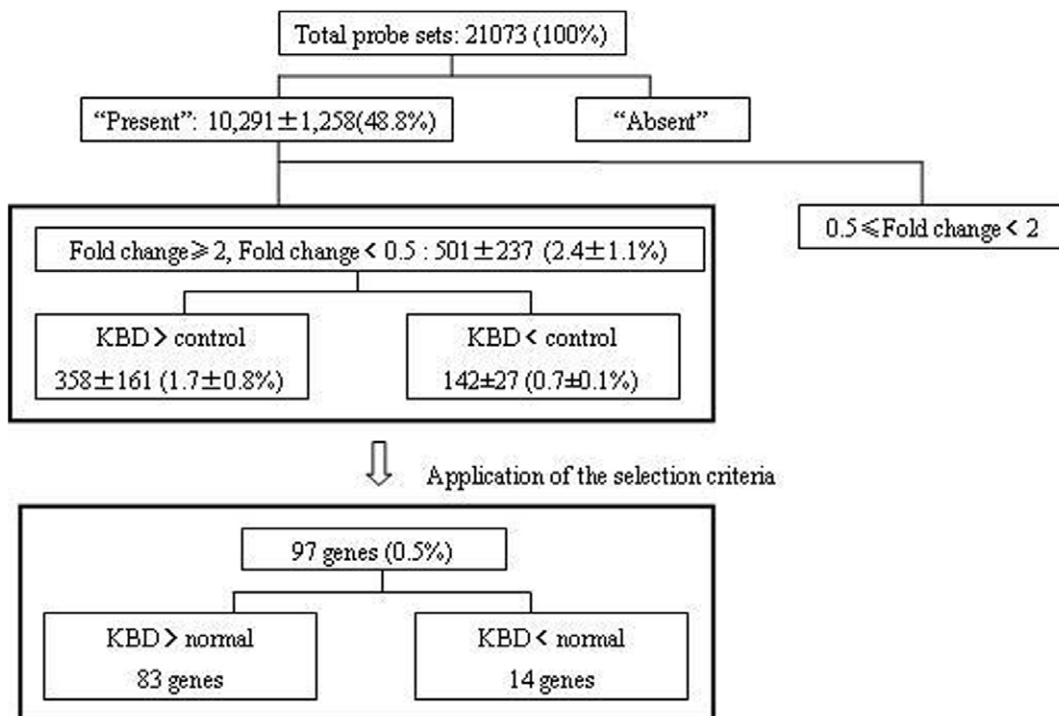 Total probe sets: 21073 (100%)
“Present”: 10,291±1,258(48.8%)
“Absent”
0.5≤Fold change< 2
Fold change≥2, Fold change< 0.5 : 501±237 (2.4±1.1%)
KBD> control
358±161 (1.7±0.8%)
KBD< control
142±27 (0.7±0.1%)
Application of the selection criteria
97 genes (0.5%)
KBD> normal
83 genes
KBD< normal
14 genes